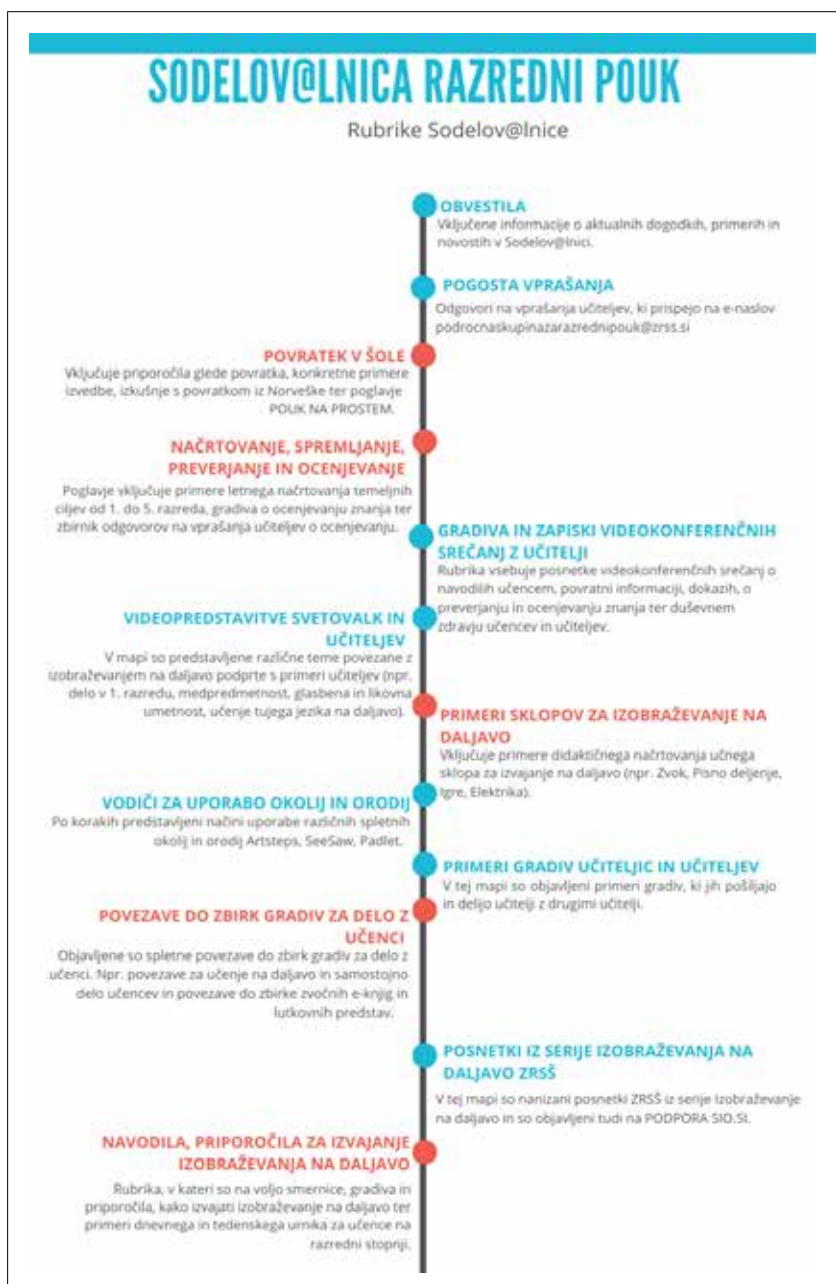 SODELOV@LNICA RAZREDNI POUK
Rubrike Sodelov@lnice
OBVESTILA
Vključene informacije o aktualnih dogodkih, primerih in
novostih v Sodelov@lnici.
POGOSTA VPRAŠANJA
Odgovori na vprašanja učiteljev, ki prispejo na e-naslov
podrocnaskupinazarazrednipouk@zrss.si
POVRATEK V ŠOLE
Vključuje priporočila glede povratka, konkretne primere
izvedbe, izkušnje s povratkom iz Norveške ter poglavje
POUK NA PROSTEM.
NAČRTOVANJE, SPREMLJANJE,
PREVERJANJE IN OCENJEVANJE
Poglavje vključuje primere letnega načrtovanja temeljnih
ciljev od 1. do 5. razreda, gradiva o ocenjevanju znanja ter
zbirnik odgovorov na vprašanja učiteljev o ocenjevanju.
GRADIVA IN ZAPISKI VIDEOKONFERENČNIH
SREČANJ Z UČITELJI
Rubrika vsebuje posnetke videokonferenčnih srečanj o
navodilih učencem, povratni informaciji, dokazih, o
preverjanju in ocenjevanju znanja ter duševnem
zdravju učencev in učiteljev.
VIDEOPREDSTAVITVE SVETOVALK IN
UČITELJEV
V mapi so predstavljene različne teme povezane z
izobraževanjem na daljavo podprte s primeri učiteljev (npr.
delo v 1. razredu, medpredmetnost, glasbena in likovna
umetnost, učenje tujega jezika na daljavo).
PRIMERI SKLOPOV ZA IZOBRAŽEVANJE NA
DALJAVO
Vključuje primere didaktičnega načrtovanja učnega
sklopa za izvajanje na daljavo (npr. Zvok, Pisno deljenje,
Igre, Elektrika).
VODIČI ZA UPORABO OKOLIJ IN ORODIJ
Po korakih predstavljeni načini uporabe različnih spletnih
okolij in orodij Artsteps, SeeSaw, Padlet.
PRIMERI GRADIV UČITELJIC IN UČITELJEV
V tej mapi so objavljeni primeri gradiv, ki jih pošiljajo
in delijo učitelji z drugimi učitelji.
POVEZAVE DO ZBIRK GRADIV ZA DELO Z
UČENCI
Objavljene so spletne povezave do zbirk gradiv za delo z
učenci. Npr. povezave za učenje na daljavo in samostojno
delo učencev in povezave do zbirke zvočnih e-knjig in
lutkovnih predstav.
POSNETKI IZ SERIJE IZOBRAŽEVANJA NA
DALJAVO ZRSŠ
V tej mapi so nanizani posnetki ZRSŠ iz serije Izobraževanje
na daljavo in so objavljeni tudi na PODPORA SIO.SI.
NAVODILA, PRIPOROČILA ZA IZVAJANJE
IZOBRAŽEVANJA NA DALJAVO
Rubrika, v kateri so na voljo smernice, gradiva in
priporočila, kako izvajati izobraževanje na daljavo ter
primeri dnevnega in tedenskega urnika za učence na
razredni stopnji.